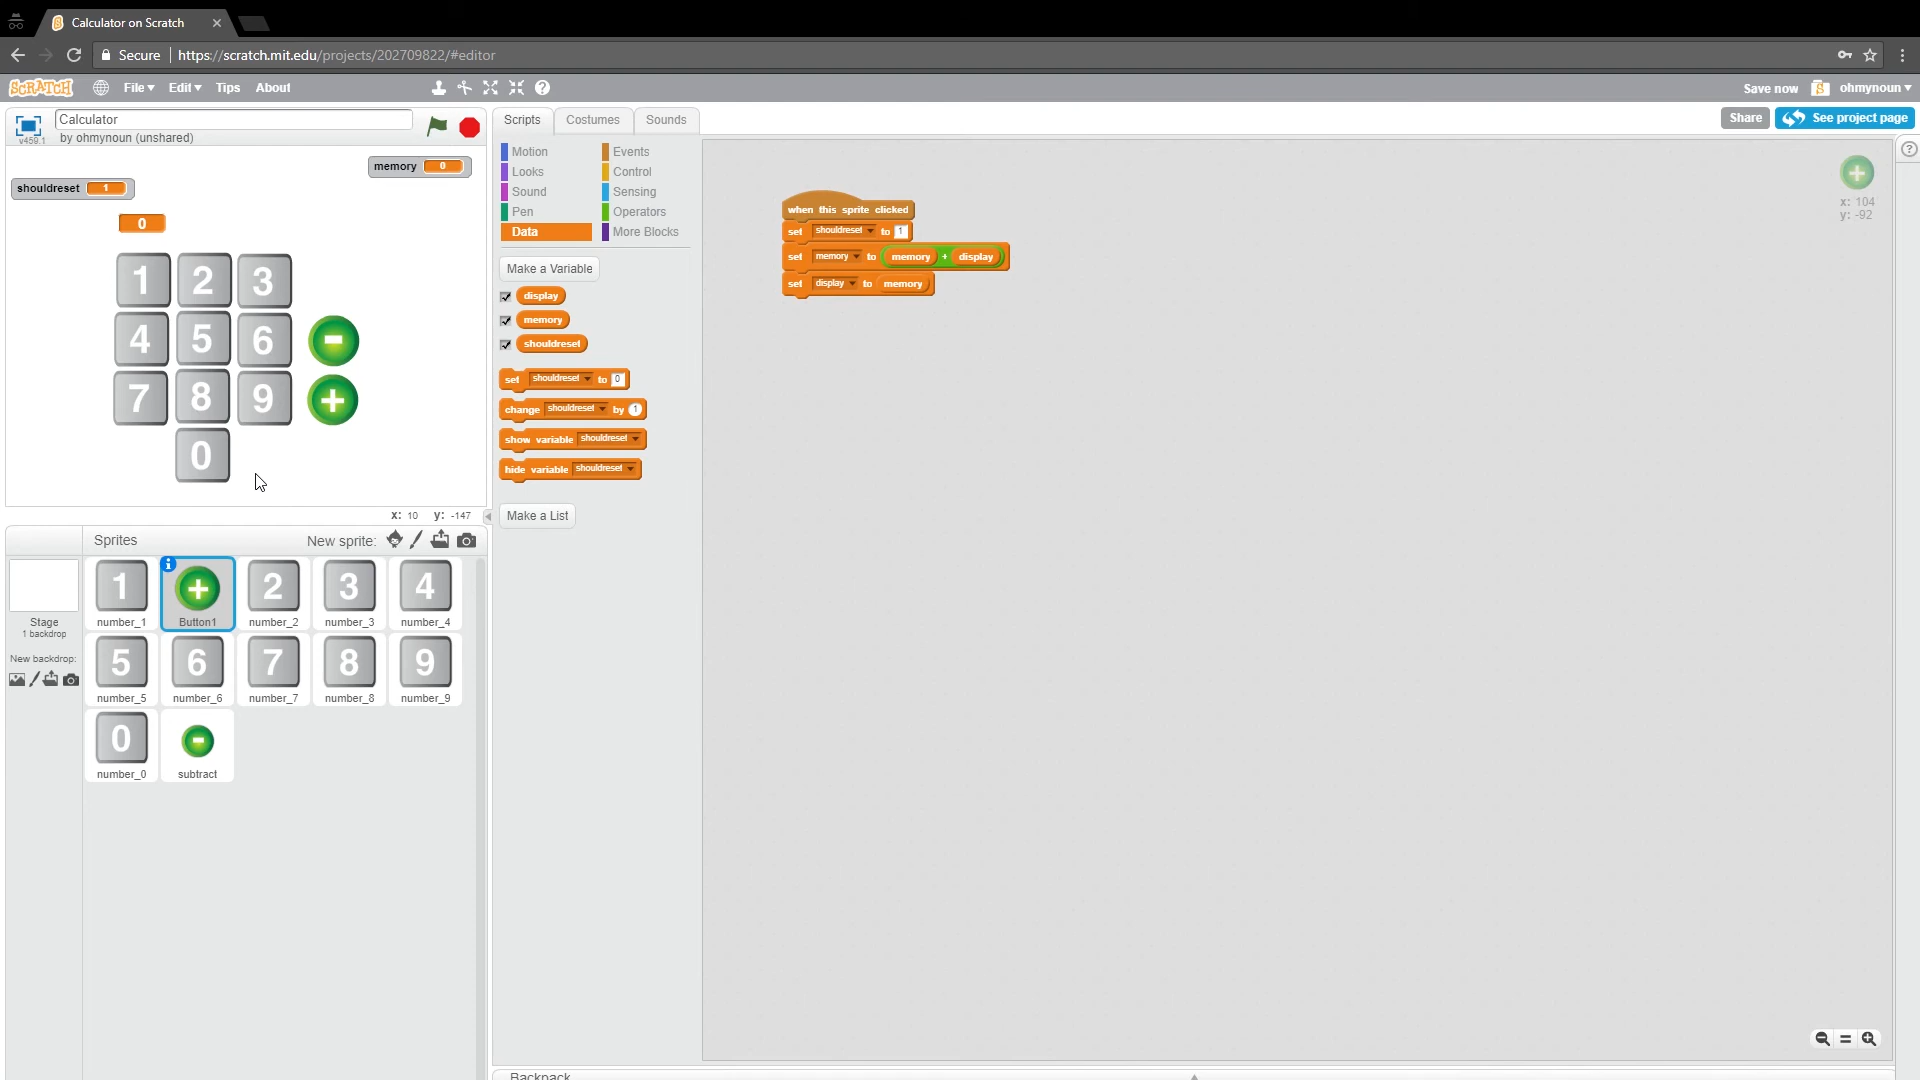 Calculator on Scratch
Secure https://scratch.mit.edu/projects/202709822/#editor
SCRATCH File Edit Tips About Save now ohmynoun
Calculator
by ohmynoun (unshared)
v459.1
Scripts Costumes Sounds
Share See project page
memory 0
shouldreset 1
0
1 2 3
4 5 6 -
7 8 9 +
0
x: 10 y: -147
Motion Events
Looks Control
Sound Sensing
Pen Operators
Data More Blocks
Make a Variable
display
memory
shouldreset
set shouldreset to 0
change shouldreset by 1
show variable shouldreset
hide variable shouldreset
Make a List
when this sprite clicked
set shouldreset to 1
set memory to memory + display
set display to memory
x: 104
y: -92
Sprites New sprite:
Stage
1 backdrop
New backdrop:
1 + 2 3 4
number_1 Button1 number_2 number_3 number_4
5 6 7 8 9
number_5 number_6 number_7 number_8 number_9
0 -
number_0 subtract
Backpack